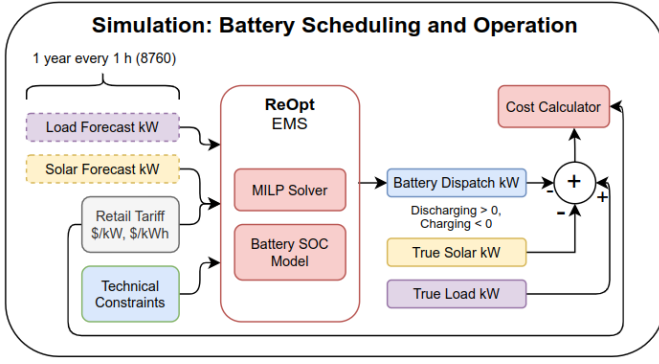 Simulation: Battery Scheduling and Operation
1 year every 1 h (8760)
Load Forecast kW
Solar Forecast kW
Retail Tariff
$/kW, $/kWh
Technical
Constraints
ReOpt
EMS
MILP Solver
Battery SOC
Model
Battery Dispatch kW
Discharging > 0,
Charging < 0
True Solar kW
True Load kW
Cost Calculator
+
-
-
+